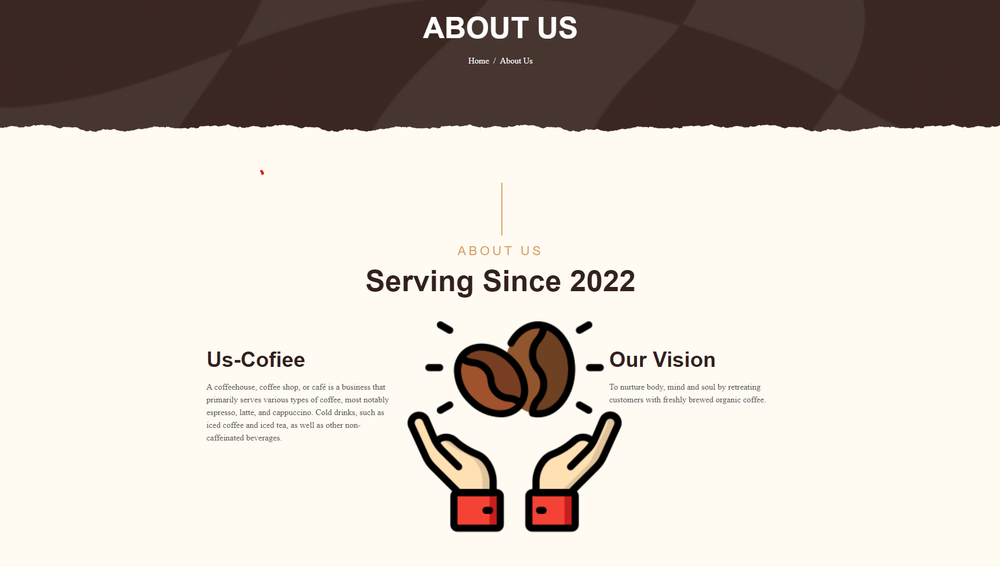 ABOUT US
Home / About Us
ABOUT US
Serving Since 2022
Us-Cofiee
A coffeehouse, coffee shop, or café is a business that
primarily serves various types of coffee, most notably
espresso, latte, and cappuccino. Cold drinks, such as
iced coffee and iced tea, as well as other non-
caffeinated beverages.
Our Vision
To nurture body, mind and soul by retreating
customers with freshly brewed organic coffee.